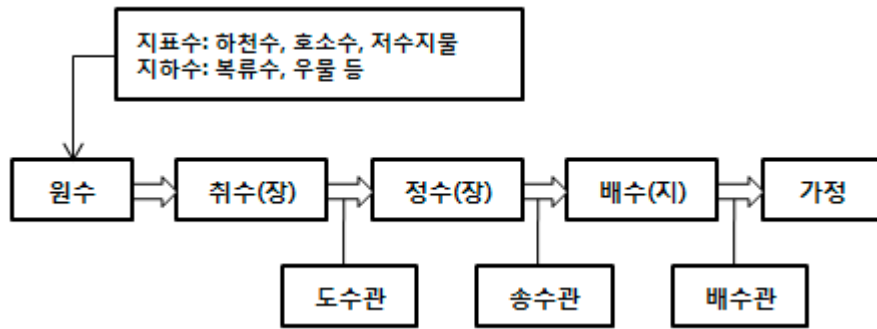 지표수: 하천수, 호소수, 저수지물
지하수: 복류수, 우물 등
원수
취수(장)
정수(장)
배수(지)
가정
도수관
송수관
배수관